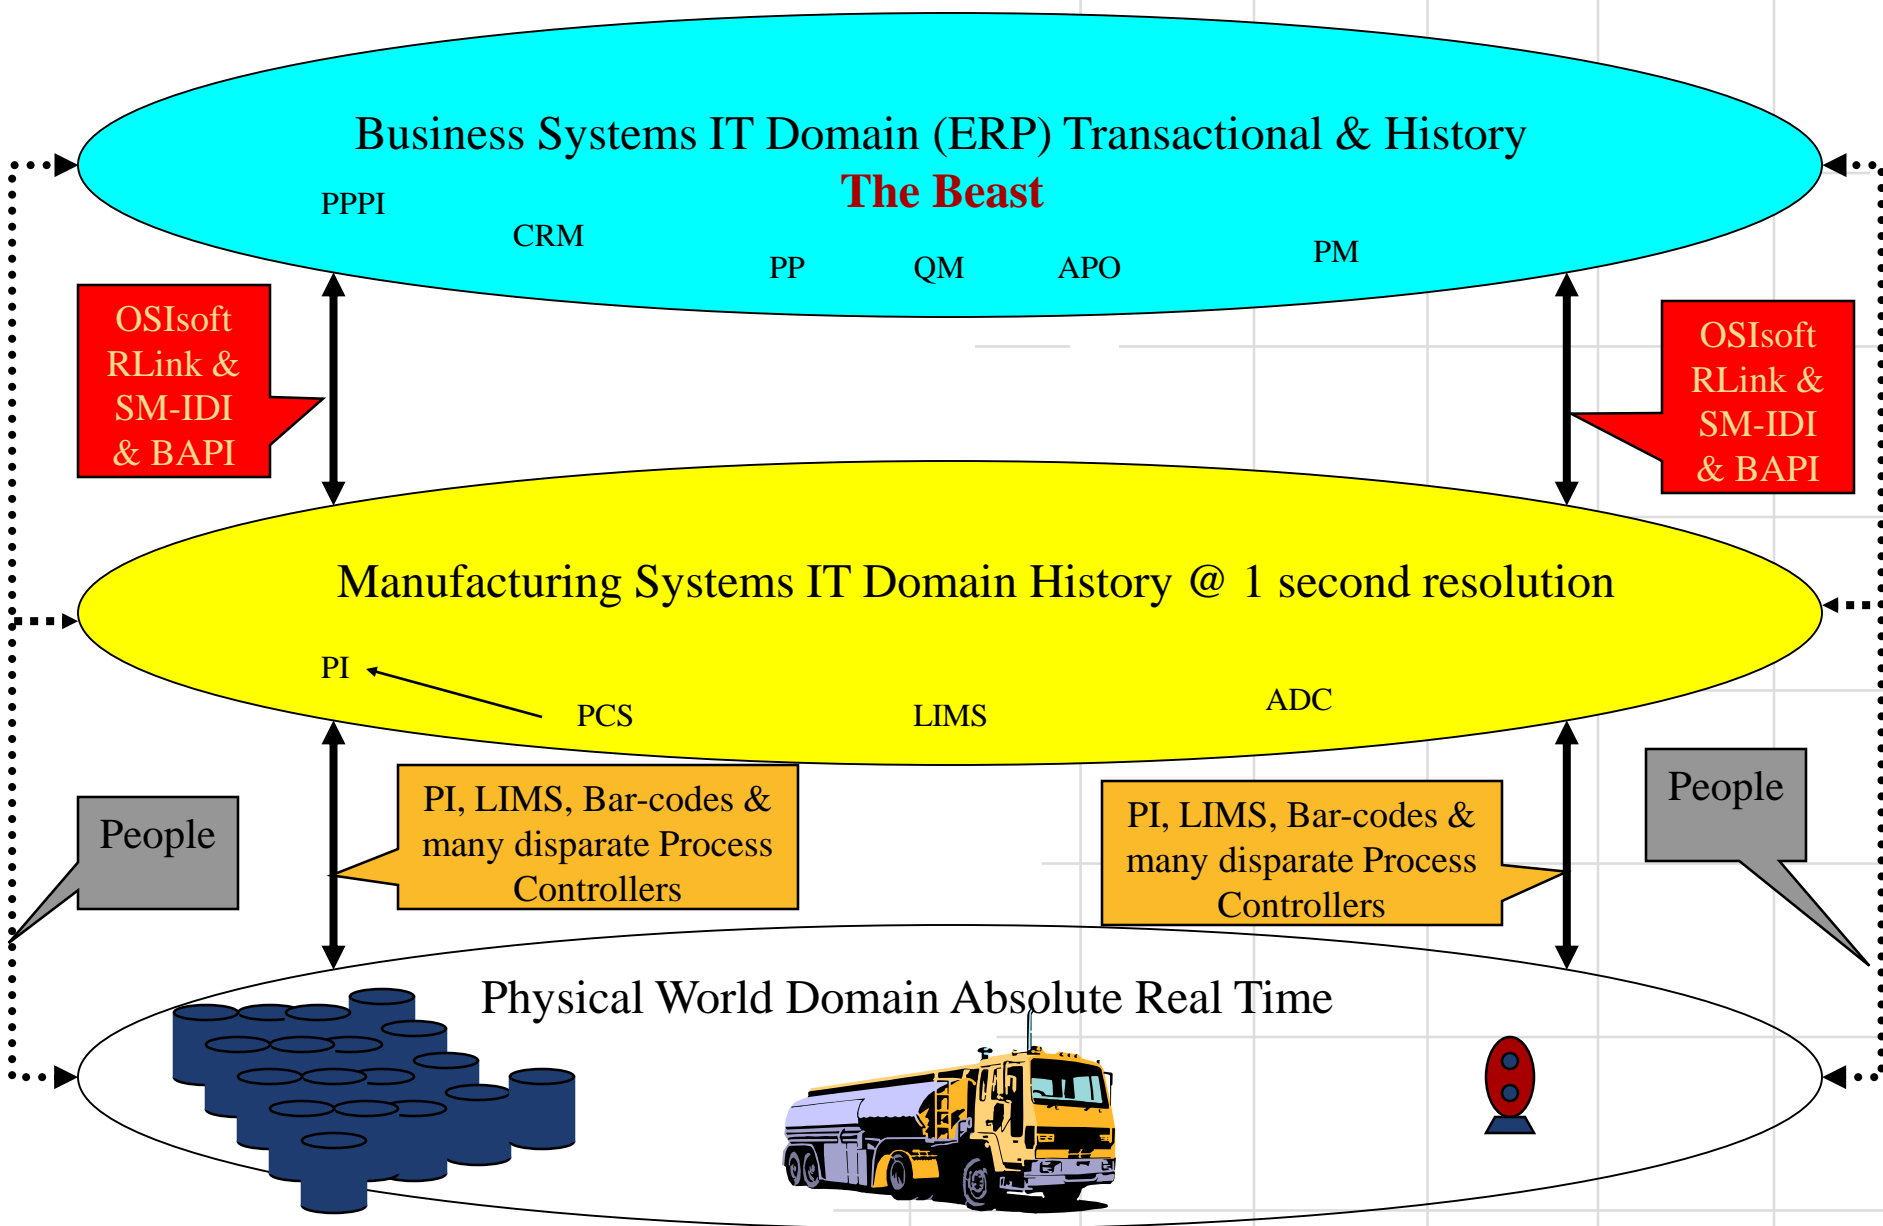 Business Systems IT Domain (ERP) Transactional & History
The Beast
PPPI
CRM
PP
QM
APO
PM
OSIsoft
RLink &
SM-IDI
& BAPI
OSIsoft
RLink &
SM-IDI
& BAPI
Manufacturing Systems IT Domain History @ 1 second resolution
PI
PCS
LIMS
ADC
People
PI, LIMS, Bar-codes &
many disparate Process
Controllers
PI, LIMS, Bar-codes &
many disparate Process
Controllers
People
Physical World Domain Absolute Real Time